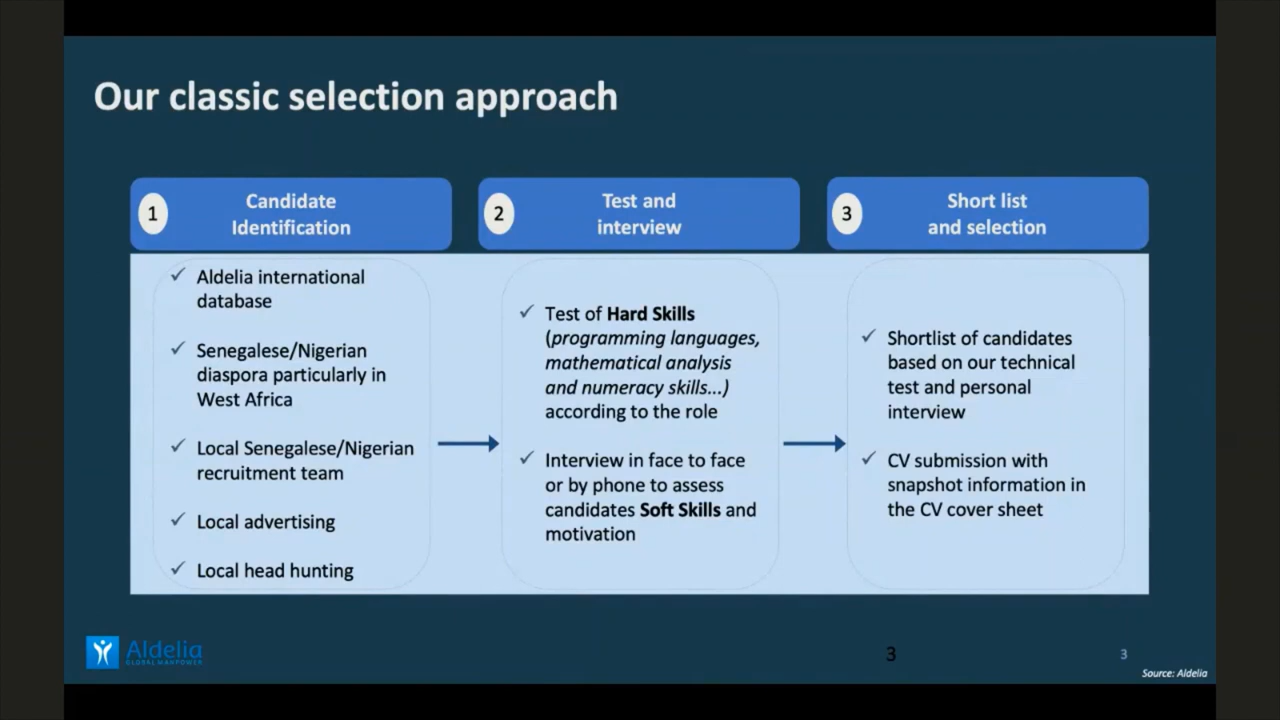 Our classic selection approach
1
Candidate
Identification
Aldelia international
database
Senegalese/Nigerian
diaspora particularly in
West Africa
Local Senegalese/Nigerian
recruitment team
Local advertising
Local head hunting
2
Test and
interview
Test of Hard Skills
(programming languages,
mathematical analysis
and numeracy skills...)
according to the role
Interview in face to face
or by phone to assess
candidates Soft Skills and
motivation
3
Short list
and selection
Shortlist of candidates
based on our technical
test and personal
interview
CV submission with
snapshot information in
the CV cover sheet
Aldelia
GLOBAL MANPOWER
3
3
Source: Aldelia